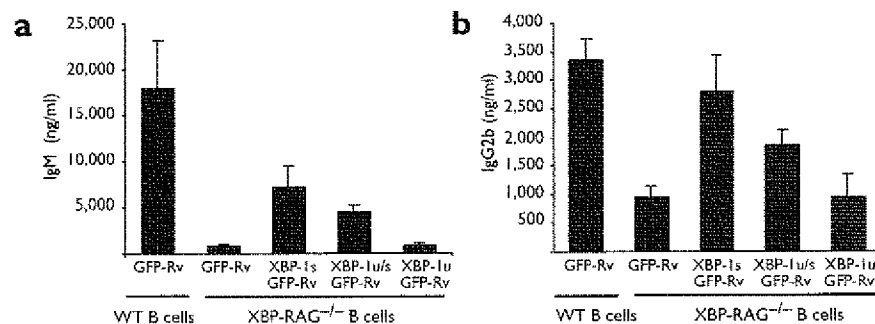 a
25,000
20,000
15,000
10,000
5,000
IgM (ng/ml)
GFP-Rv
GFP-Rv
XBP-1s
GFP-Rv
XBP-1u/s
GFP-Rv
XBP-1u
GFP-Rv
WT B cells
XBP-RAG−/− B cells
b
4,000
3,500
3,000
2,500
2,000
1,500
1,000
500
IgG2b (ng/ml)
GFP-Rv
GFP-Rv
XBP-1s
GFP-Rv
XBP-1u/s
GFP-Rv
XBP-1u
GFP-Rv
WT B cells
XBP-RAG−/− B cells